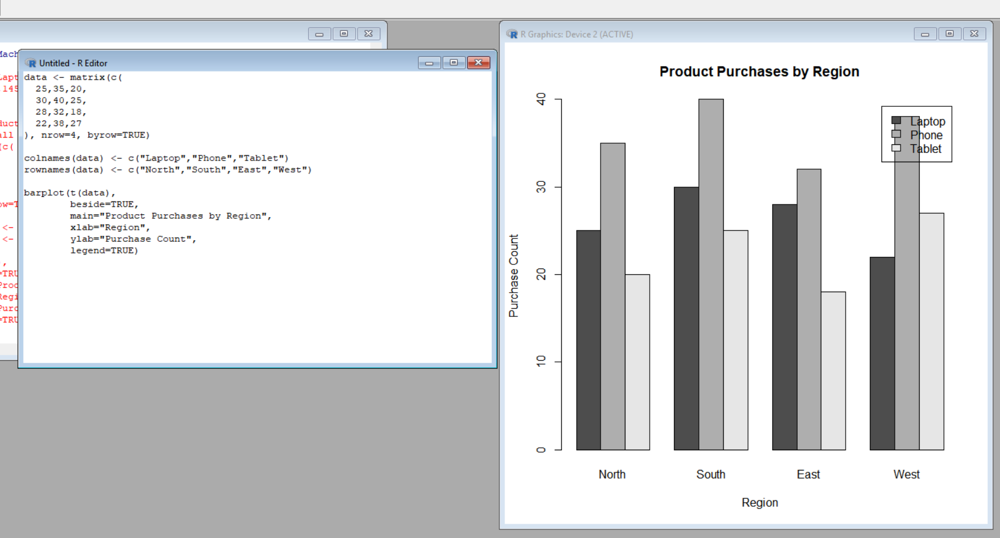 Mach
Lapt
145
duct
all
(c(
ow=T
<-
<-
),
=TRU
Proc
Regi
Purc
=TRU
Untitled - R Editor
data <- matrix(c(
  25,35,20,
  30,40,25,
  28,32,18,
  22,38,27
), nrow=4, byrow=TRUE)
colnames(data) <- c("Laptop","Phone","Tablet")
rownames(data) <- c("North","South","East","West")
barplot(t(data),
        beside=TRUE,
        main="Product Purchases by Region",
        xlab="Region",
        ylab="Purchase Count",
        legend=TRUE)
R Graphics: Device 2 (ACTIVE)
Product Purchases by Region
Laptop
Phone
Tablet
40
30
20
10
0
Purchase Count
North South East West
Region